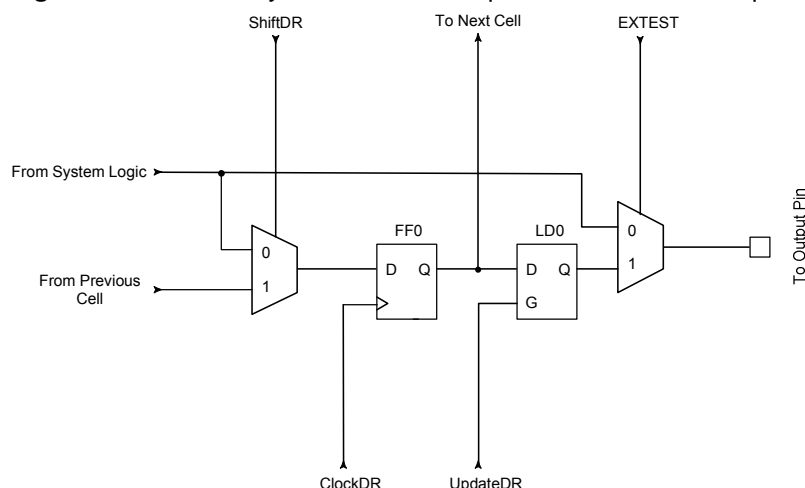 ShiftDR
To Next Cell
EXTEST
From System Logic
To Output Pin
FF0
LD0
0
0
D Q
D Q
1
From Previous
Cell
1
G
ClockDR
UpdateDR